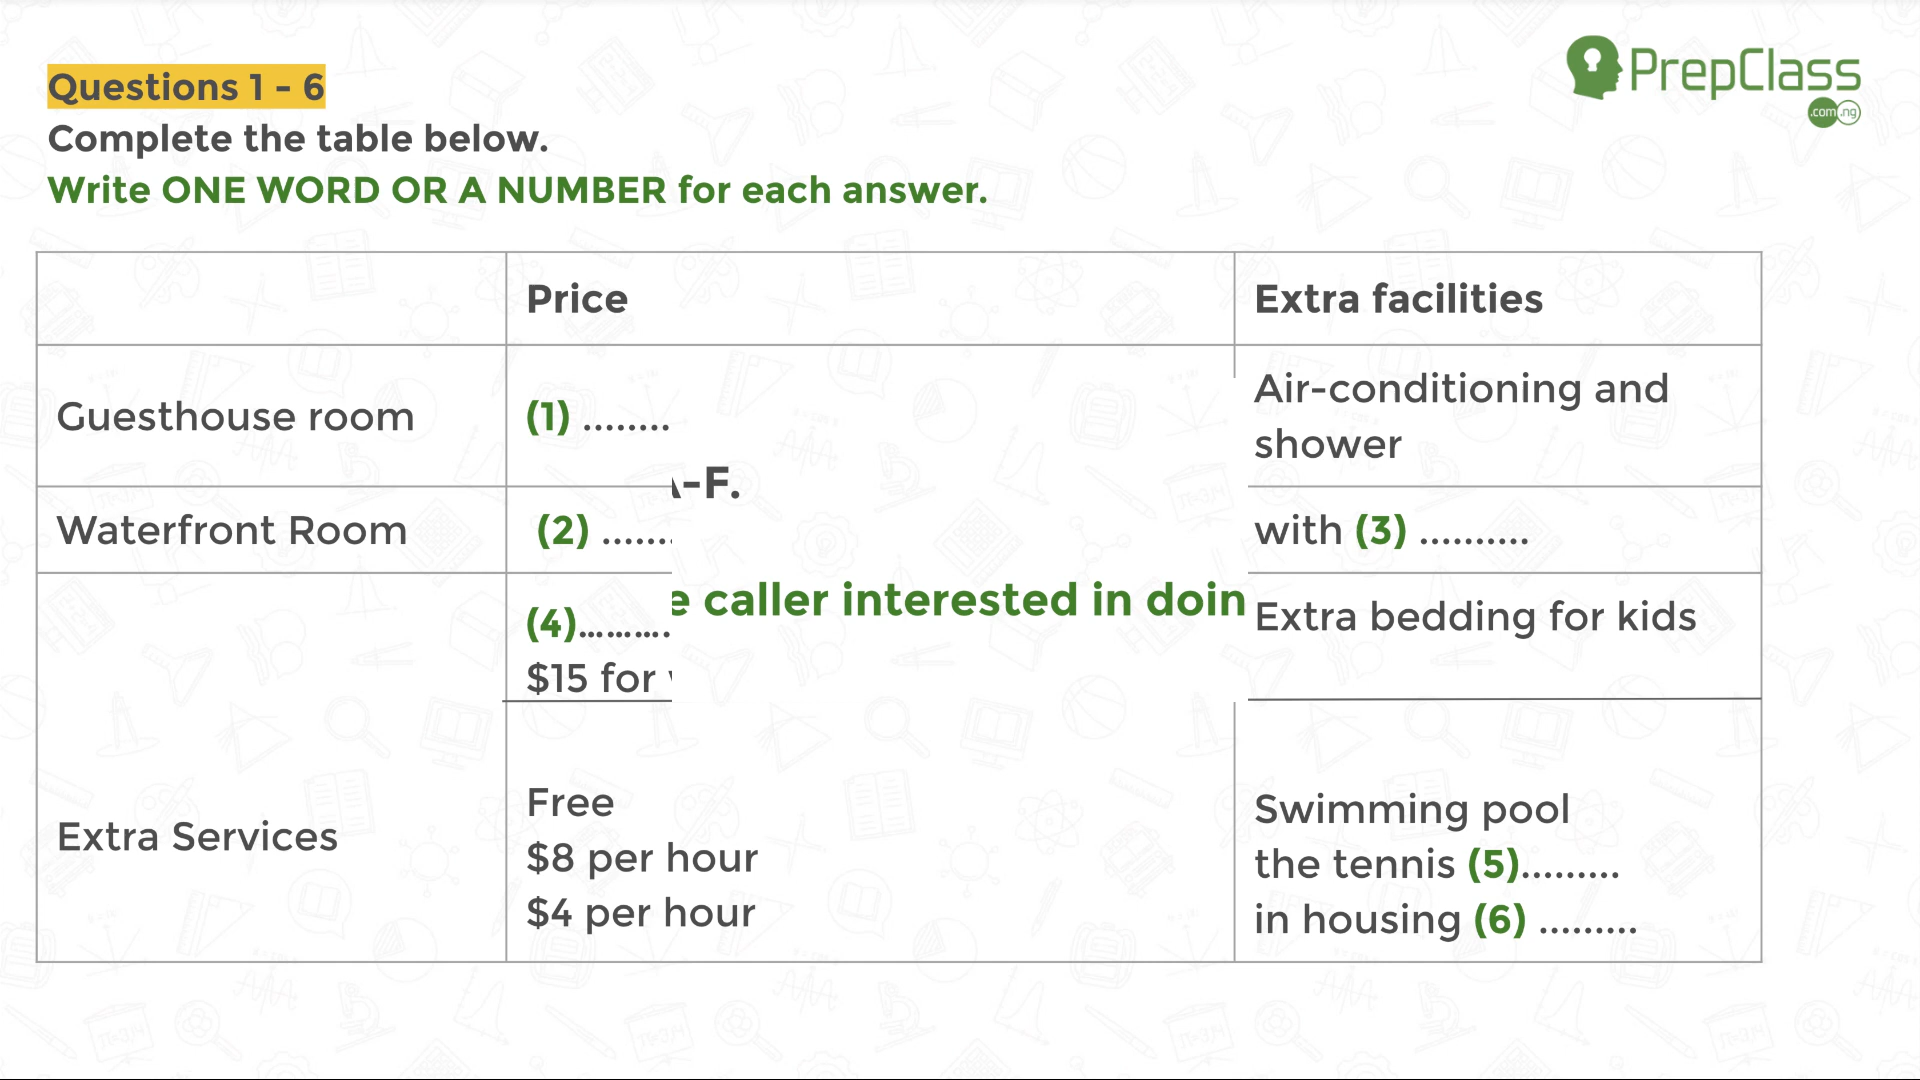 PrepClass
.com .ng
Questions 1 - 6
Complete the table below.
Write ONE WORD OR A NUMBER for each answer.
Price
Extra facilities
Guesthouse room
(1) ........
Air-conditioning and
shower
-F.
Waterfront Room
(2) .......
with (3) ..........
caller interested in doin
(4)..........
$15 for
Extra bedding for kids
Extra Services
Free
$8 per hour
$4 per hour
Swimming pool
the tennis (5).........
in housing (6) .........